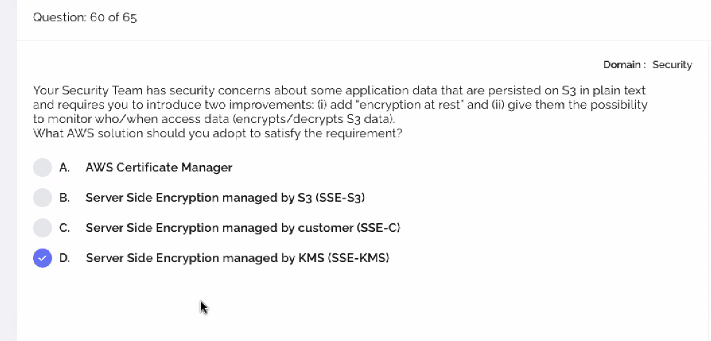 Question: 60 of 65
Domain : Security
Your Security Team has security concerns about some application data that are persisted on S3 in plain text
and requires you to introduce two improvements: (i) add "encryption at rest" and (ii) give them the possibility
to monitor who/when access data (encrypts/decrypts S3 data).
What AWS solution should you adopt to satisfy the requirement?
A. AWS Certificate Manager
B. Server Side Encryption managed by S3 (SSE-S3)
C. Server Side Encryption managed by customer (SSE-C)
D. Server Side Encryption managed by KMS (SSE-KMS)